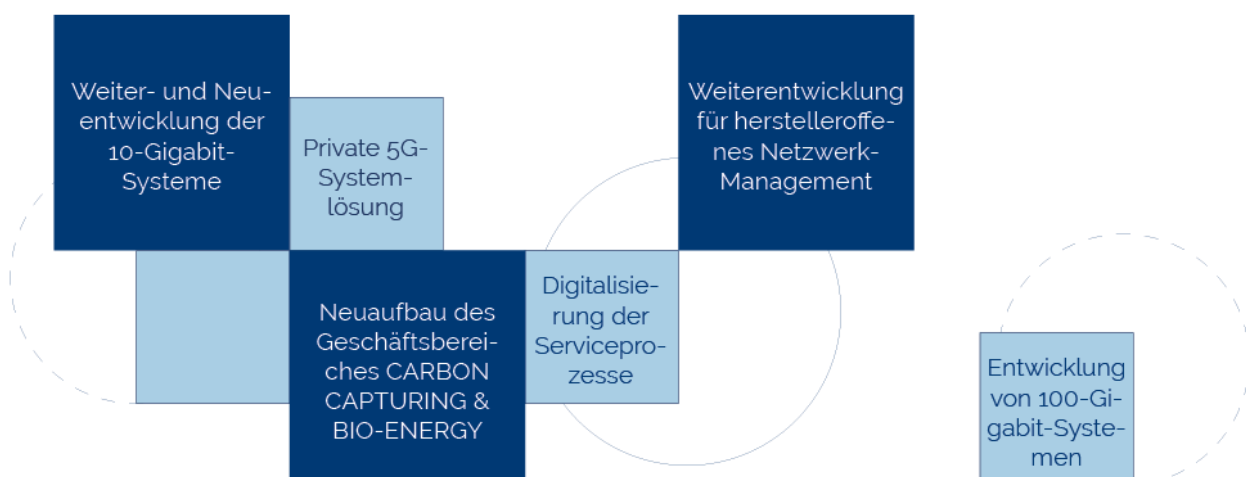 Weiter- und Neu-
entwicklung der
10-Gigabit-
Systeme
Private 5G-
System-
lösung
Neuaufbau des
Geschäftsberei-
ches CARBON
CAPTURING &
BIO-ENERGY
Digitalisie-
rung der
Servicepro-
zesse
Weiterentwicklung
für herstelleroffe-
nes Netzwerk-
Management
Entwicklung
von 100-Gi-
gabit-Syste-
men